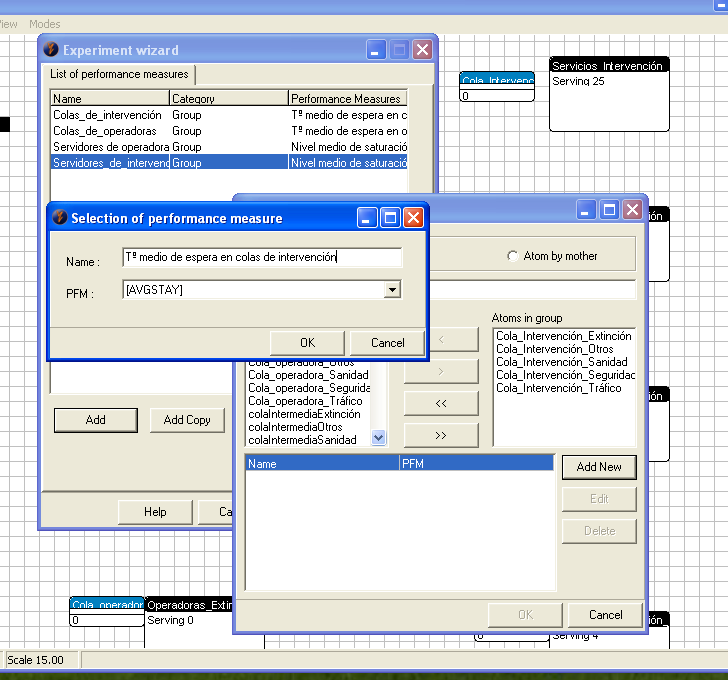 View Modes
Experiment wizard
List of performance measures
Name Category Performance Measures
Colas_de_intervención Group Tº medio de espera en c
Colas_de_operadoras Group Tº medio de espera en o
Servidores de operadora Group Nivel medio de saturació
Servidores_de_intervenc Group Nivel medio de saturació
Cola_Intervenc
0
Servicios_Intervención
Serving 25
Selection of performance measure
Name : Tº medio de espera en colas de intervención
PFM : [AVGSTAY]
OK Cancel
Atom by mother
ión
Atoms in group
Cola_Intervención_Extinción
Cola_Intervención_Otros
Cola_Intervención_Sanidad
Cola_Intervención_Seguridad
Cola_Intervención_Tráfico
Cola_operadora_Otros
Cola_operadora_Sanidad
Cola_operadora_Segurida
Cola_operadora_Tráfico
colaIntermediaExtinción
colaIntermediaOtros
colaIntermediaSanidad
<
>
<<
>>
ión
Add Add Copy
Name PFM
Add New
Edit
Delete
Help Ca
OK Cancel
Cola_operador
0
Operadoras_Extin
Serving 0
ión
0
Serving 4
Scale 15.00